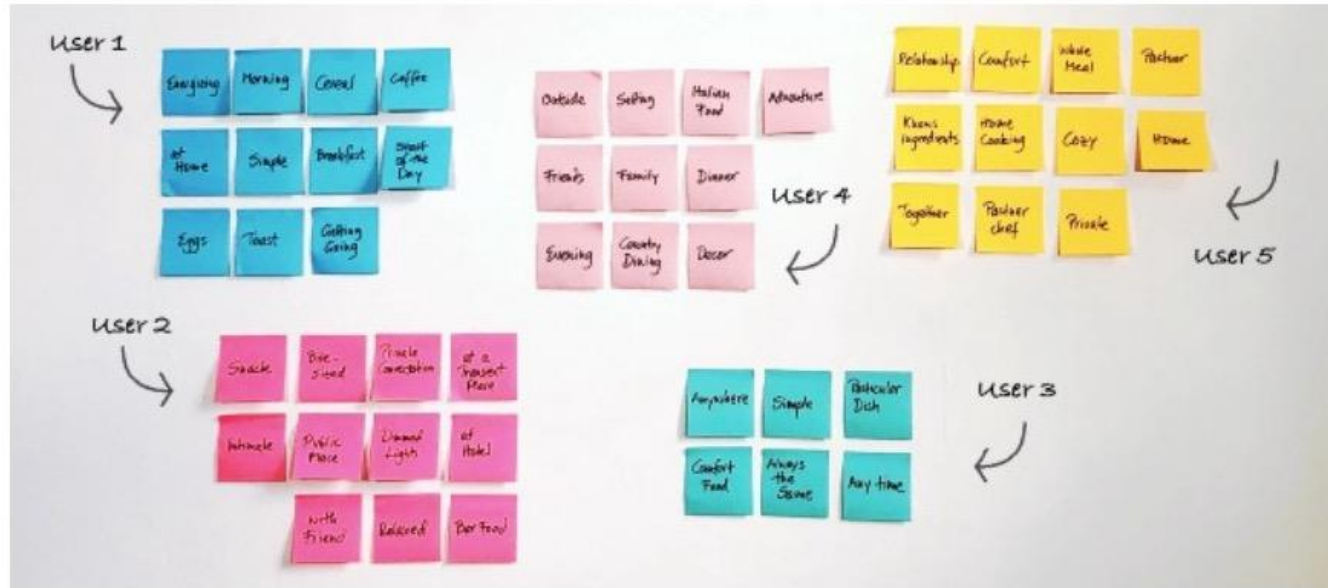 User 1
Energising
Morning
Cereal
Coffee
at
Home
Simple
Breakfast
Start
of the
Day
Eggs
Toast
Getting
Going
User 2
Snack
Bite-
Sized
Private
Conversation
at a
Transient
Place
Intimate
Public
Place
Dimmed
Lights
at
Hotel
with
Friend
Relaxed
Bar Food
Outside
Setting
Italian
Food
Adventure
Friends
Family
Dinner
Evening
Country
Dining
Decor
User 4
Anywhere
Simple
Particular
Dish
Comfort
Food
Always
the
Same
Any time
User 3
Relationship
Comfort
Whole
Meal
Partner
Knows
ingredients
Home
Cooking
Cozy
Home
Together
Partner
chef
Private
User 5